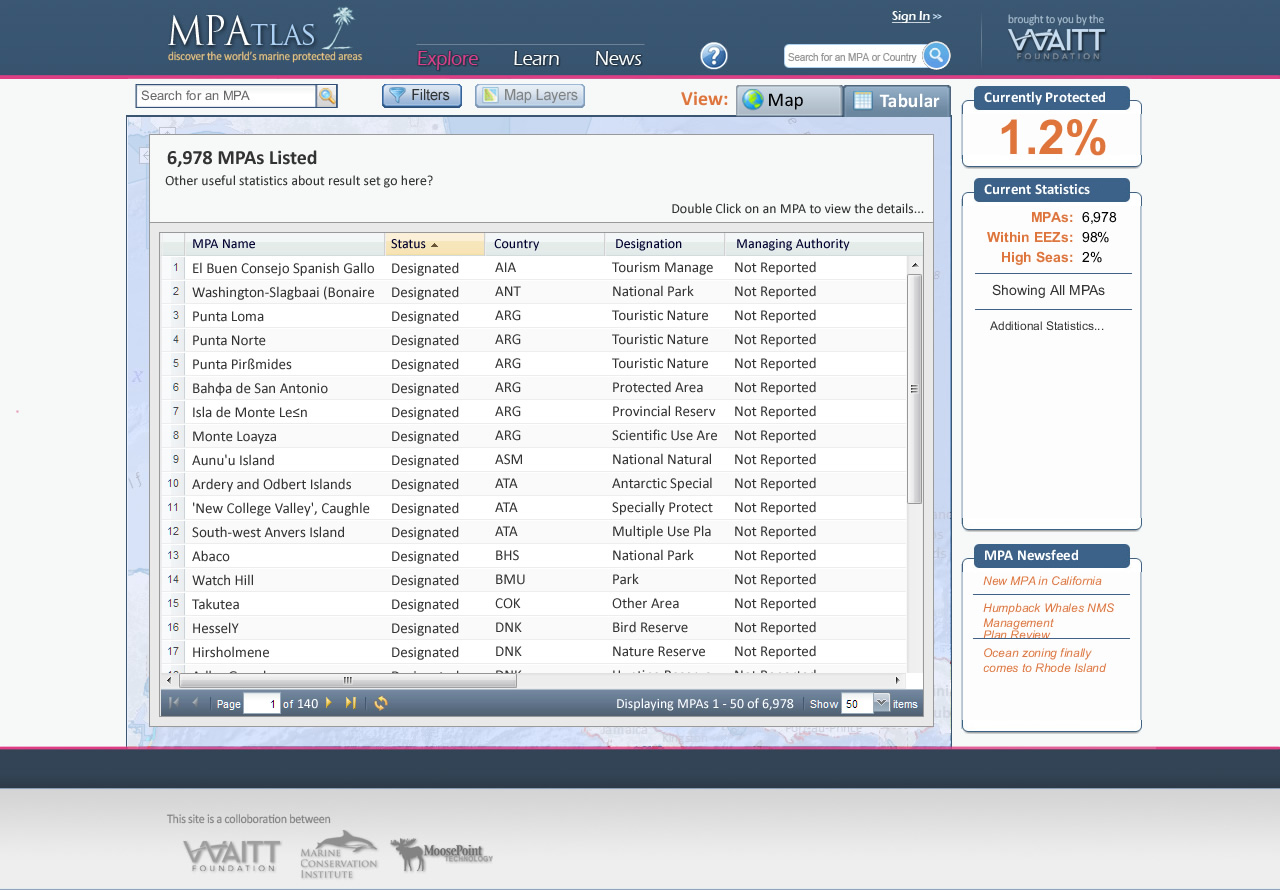 MPATLAS
discover the world's marine protected areas
Explore
Learn
News
?
Sign In >>
Search for an MPA or Country
brought to you by the
WAITT
FOUNDATION
Search for an MPA
Filters
Map Layers
View:
Map
Tabular
6,978 MPAs Listed
Other useful statistics about result set go here?
Double Click on an MPA to view the details...
MPA Name Status Country Designation Managing Authority
1 El Buen Consejo Spanish Gallo Designated AIA Tourism Manage Not Reported
2 Washington-Slagbaai (Bonaire Designated ANT National Park Not Reported
3 Punta Loma Designated ARG Touristic Nature Not Reported
4 Punta Norte Designated ARG Touristic Nature Not Reported
5 Punta Pirßmides Designated ARG Touristic Nature Not Reported
6 Bahφa de San Antonio Designated ARG Protected Area Not Reported
7 Isla de Monte Le≤n Designated ARG Provincial Reserv Not Reported
8 Monte Loayza Designated ARG Scientific Use Are Not Reported
9 Aunu'u Island Designated ASM National Natural Not Reported
10 Ardery and Odbert Islands Designated ATA Antarctic Special Not Reported
11 'New College Valley', Caughle Designated ATA Specially Protect Not Reported
12 South-west Anvers Island Designated ATA Multiple Use Pla Not Reported
13 Abaco Designated BHS National Park Not Reported
14 Watch Hill Designated BMU Park Not Reported
15 Takutea Designated COK Other Area Not Reported
16 HesselY Designated DNK Bird Reserve Not Reported
17 Hirsholmene Designated DNK Nature Reserve Not Reported
Page 1 of 140
Displaying MPAs 1 - 50 of 6,978
Show 50 items
Currently Protected
1.2%
Current Statistics
MPAs: 6,978
Within EEZs: 98%
High Seas: 2%
Showing All MPAs
Additional Statistics...
MPA Newsfeed
New MPA in California
Humpback Whales NMS
Management
Plan Review
Ocean zoning finally
comes to Rhode Island
This site is a colloboration between
WAITT
FOUNDATION
MARINE
CONSERVATION
INSTITUTE
MoosePoint
TECHNOLOGY